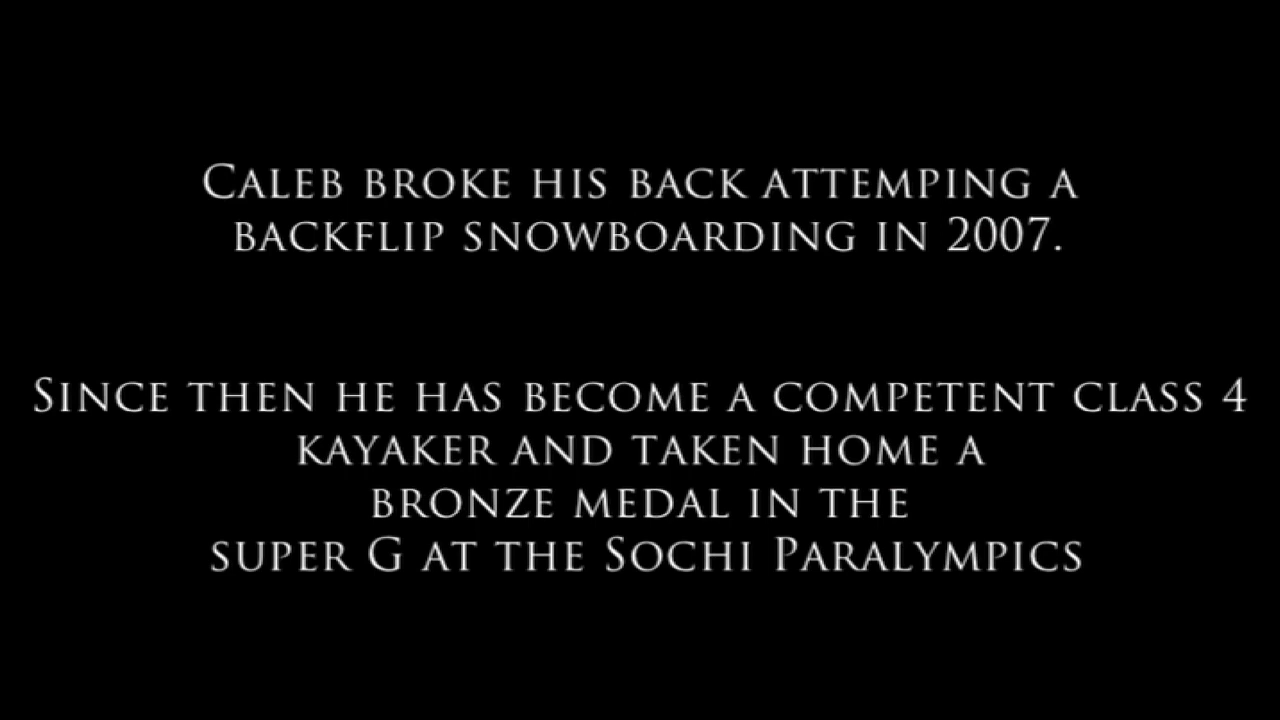 Caleb broke his back attemping a
backflip snowboarding in 2007.
Since then he has become a competent class 4
kayaker and taken home a
bronze medal in the
super G at the Sochi Paralympics